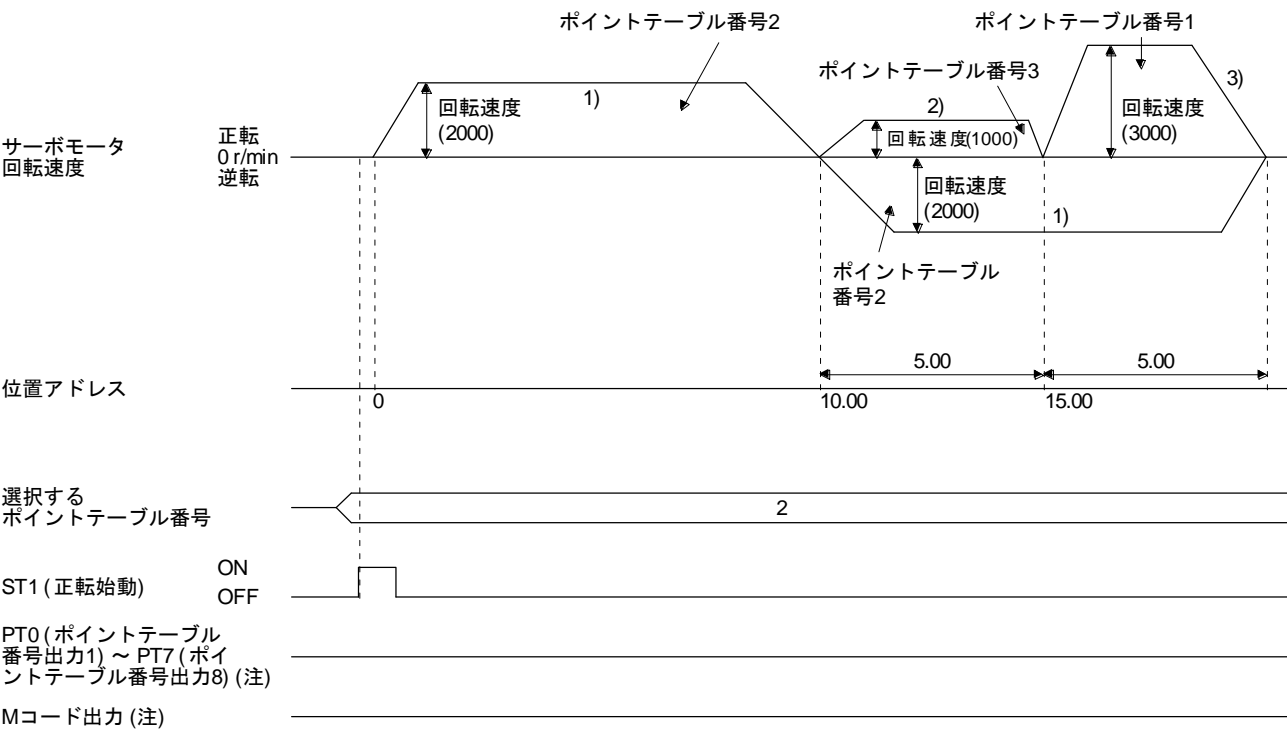 ポイントテーブル番号2
ポイントテーブル番号1
ポイントテーブル番号3
1)
2)
3)
回転速度
(2000)
回転速度(1000)
回転速度
(3000)
サーボモータ
回転速度
正転
0 r/min
逆転
回転速度
(2000)
1)
ポイントテーブル
番号2
5.00
5.00
位置アドレス
0
10.00
15.00
選択する
ポイントテーブル番号
2
ST1 (正転始動)
ON
OFF
PT0 (ポイントテーブル
番号出力1) ～ PT7 (ポイ
ントテーブル番号出力8) (注)
Mコード出力 (注)